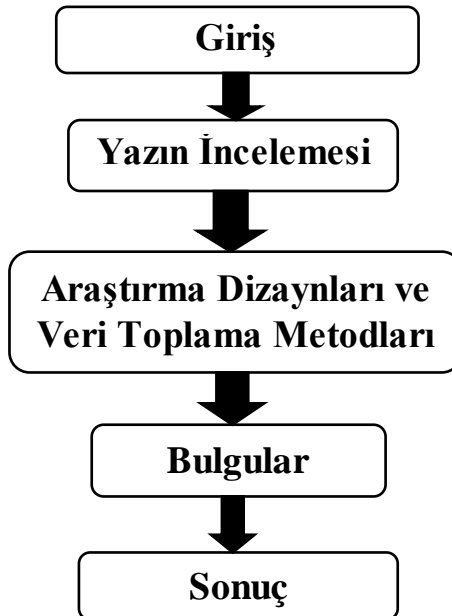 Giriş
Yazın İncelemesi
Araştırma Dizaynları ve
Veri Toplama Metodları
Bulgular
Sonuç